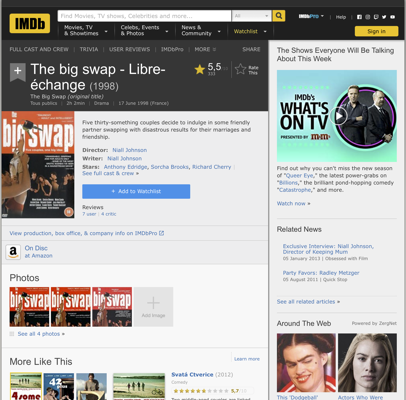 IMDb
Find Movies, TV shows, Celebrities and more...
All
IMDbPro
Help
Movies, TV & Showtimes
Celebs, Events & Photos
News & Community
Watchlist
Sign in
FULL CAST AND CREW | TRIVIA | USER REVIEWS | IMDbPro | MORE
SHARE
The big swap - Libre-échange (1998)
The Big Swap (original title)
Tous publics | 2h 2min | Drama | 17 June 1998 (France)
5,5
Rate This
big swap
Five thirty-something couples decide to indulge in some friendly partner swapping with disastrous results for their marriages and friendship.
Director: Niall Johnson
Writer: Niall Johnson
Stars: Anthony Edridge, Sorcha Brooks, Richard Cherry |
See full cast & crew »
+ Add to Watchlist
Reviews
7 user | 4 critic
View production, box office, & company info on IMDbPro
On Disc
at Amazon
Photos
Add Image
See all 4 photos »
More Like This
Learn more
Svatá Ctverice (2012)
Comedy
The Shows Everyone Will Be Talking About This Week
IMDb's
WHAT'S ON TV
PRESENTED BY
Find out why you can't miss the new season of "Queer Eye," the latest power-grabs on "Billions," the brilliant pond-hopping comedy "Catastrophe," and more.
Watch now »
Related News
Exclusive Interview: Niall Johnson, Director of Keeping Mum
05 January 2013 | Obsessed with Film
Party Favors: Radley Metzger
05 August 2011 | Quick Stop
See all related articles »
Around The Web
Powered by Zergnet
This 'Dodgeball'
Actors Who Were